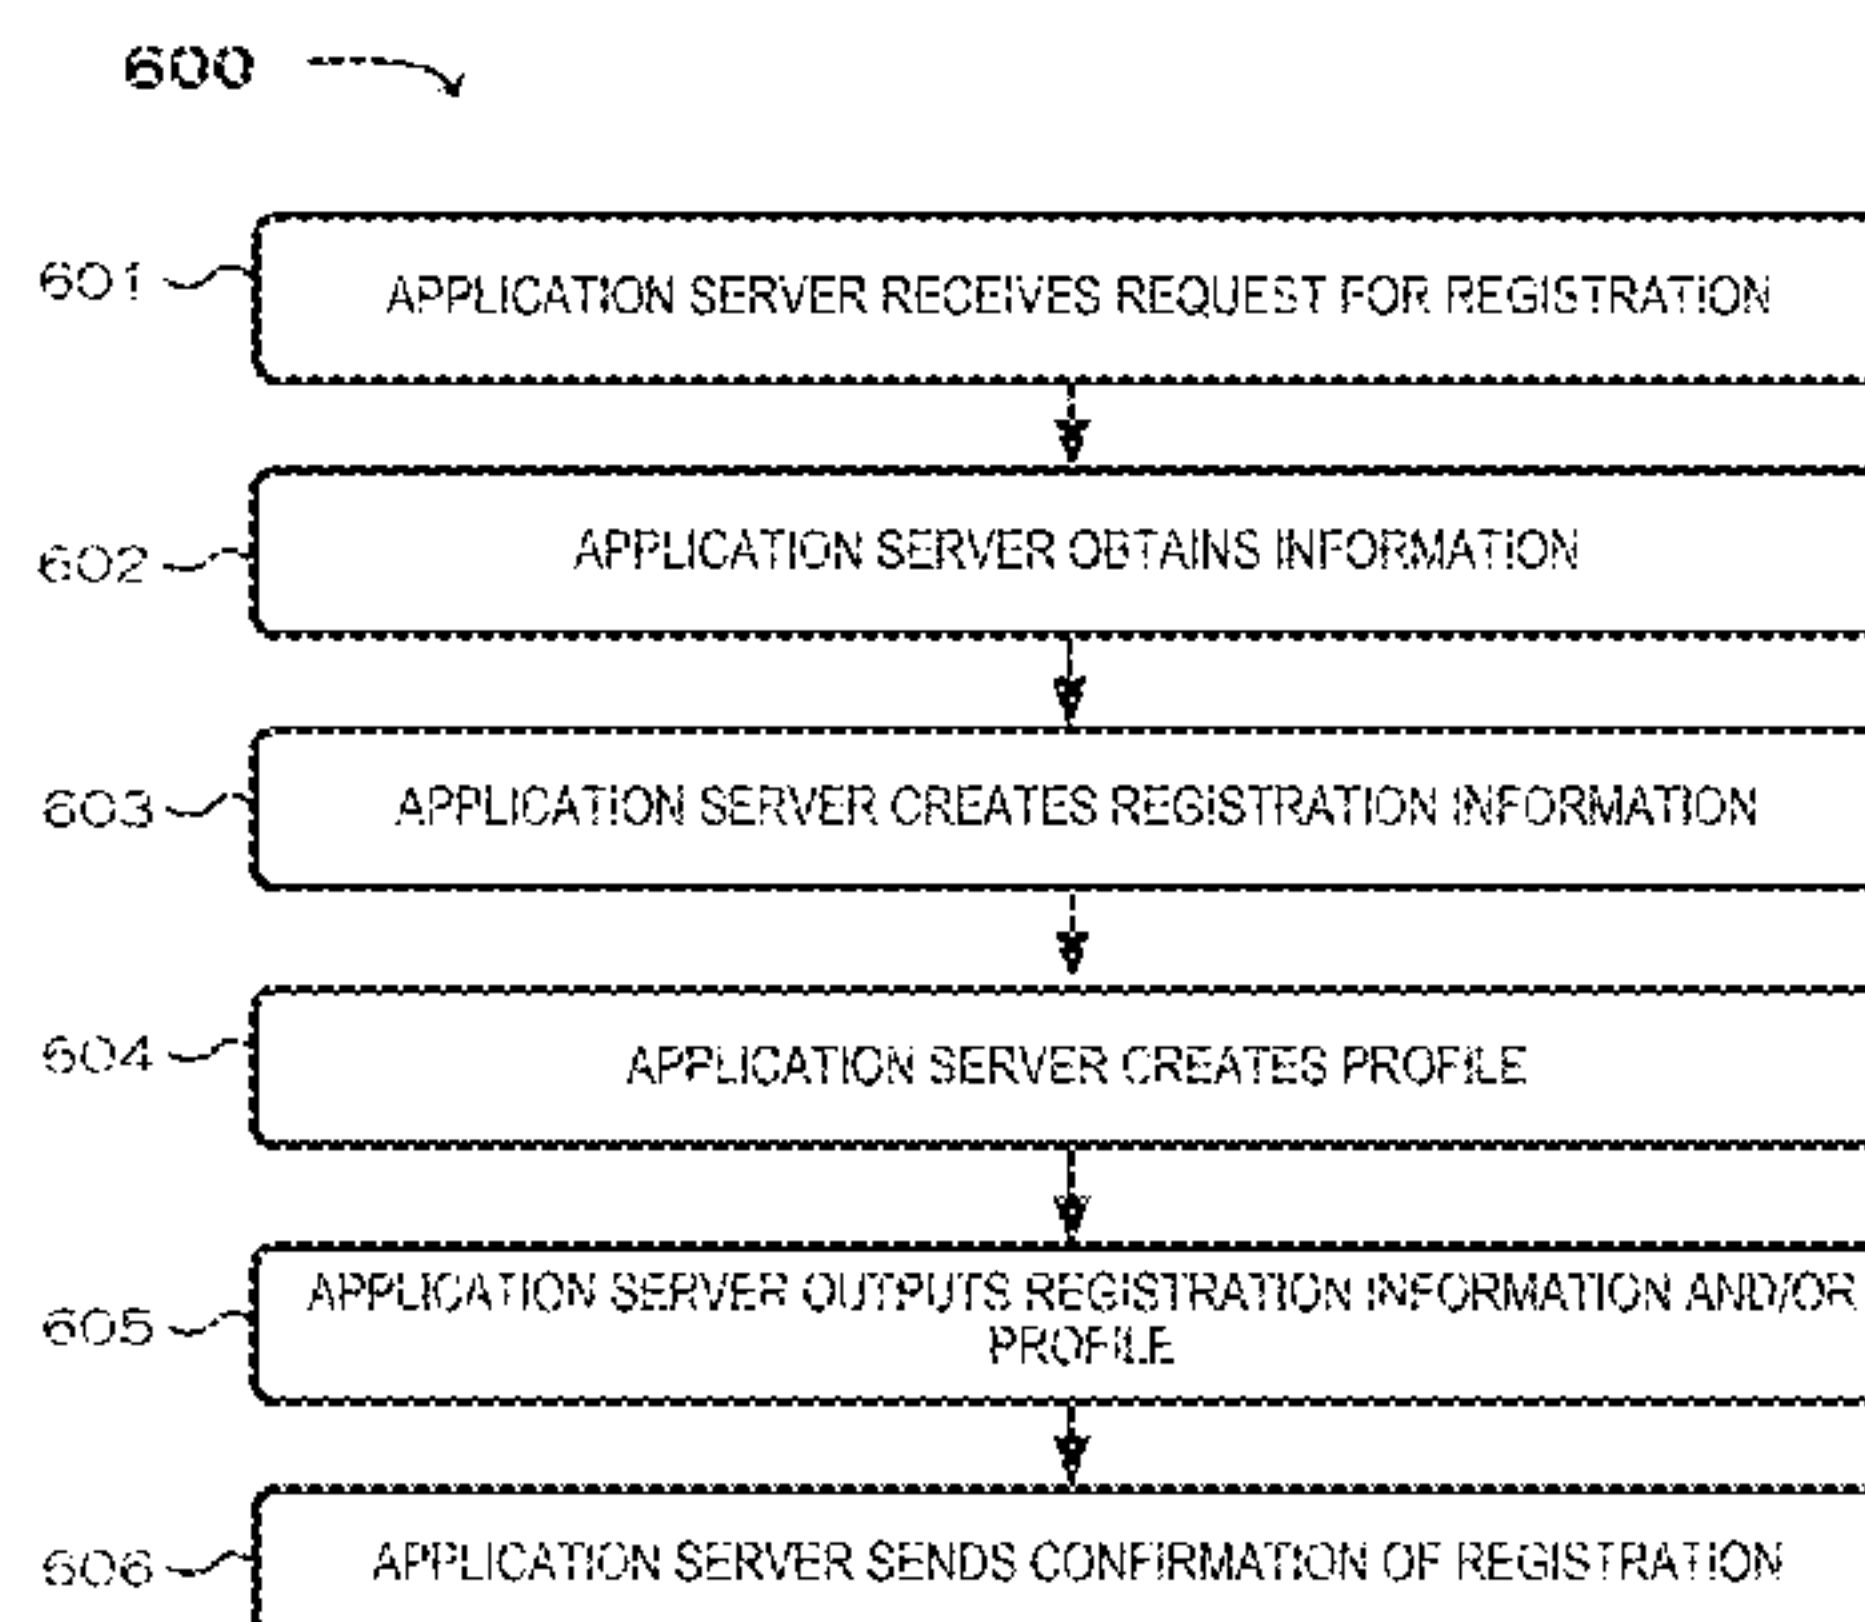 600
601 APPLICATION SERVER RECEIVES REQUEST FOR REGISTRATION
602 APPLICATION SERVER OBTAINS INFORMATION
603 APPLICATION SERVER CREATES REGISTRATION INFORMATION
604 APPLICATION SERVER CREATES PROFILE
605 APPLICATION SERVER OUTPUTS REGISTRATION INFORMATION AND/OR
PROFILE
606 APPLICATION SERVER SENDS CONFIRMATION OF REGISTRATION